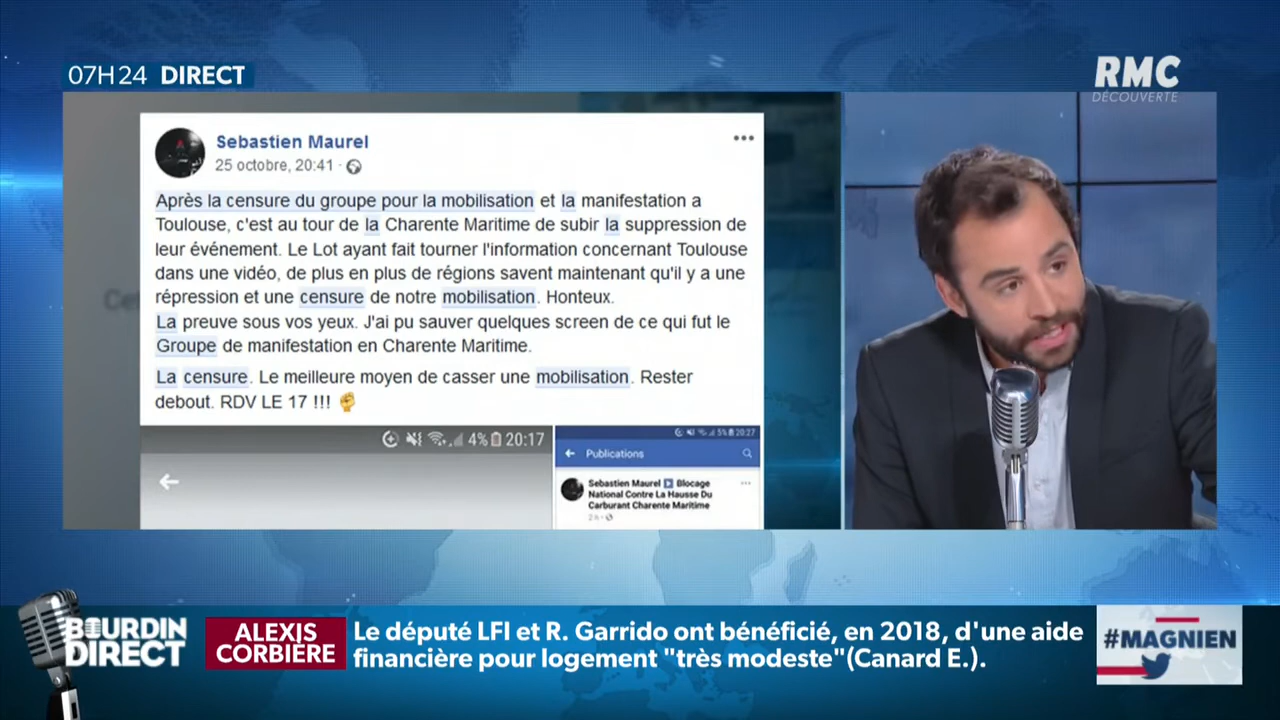 07H24 DIRECT
RMC
DÉCOUVERTE
Sebastien Maurel
25 octobre, 20:41 ·
Après la censure du groupe pour la mobilisation et la manifestation a
Toulouse, c'est au tour de la Charente Maritime de subir la suppression de
leur événement. Le Lot ayant fait tourner l'information concernant Toulouse
dans une vidéo, de plus en plus de régions savent maintenant qu'il y a une
répression et une censure de notre mobilisation. Honteux.
La preuve sous vos yeux. J'ai pu sauver quelques screen de ce qui fut le
Groupe de manifestation en Charente Maritime.
La censure. Le meilleure moyen de casser une mobilisation. Rester
debout. RDV LE 17 !!! ✊
4% 20:17
5% 20:27
Publications
Sebastien Maurel ▶ Blocage
National Contre La Hausse Du
Carburant Charente Maritime
2 h ·
BOURDIN
DIRECT
ALEXIS
CORBIÈRE
Le député LFI et R. Garrido ont bénéficié, en 2018, d'une aide
financière pour logement "très modeste"(Canard E.).
#MAGNIEN